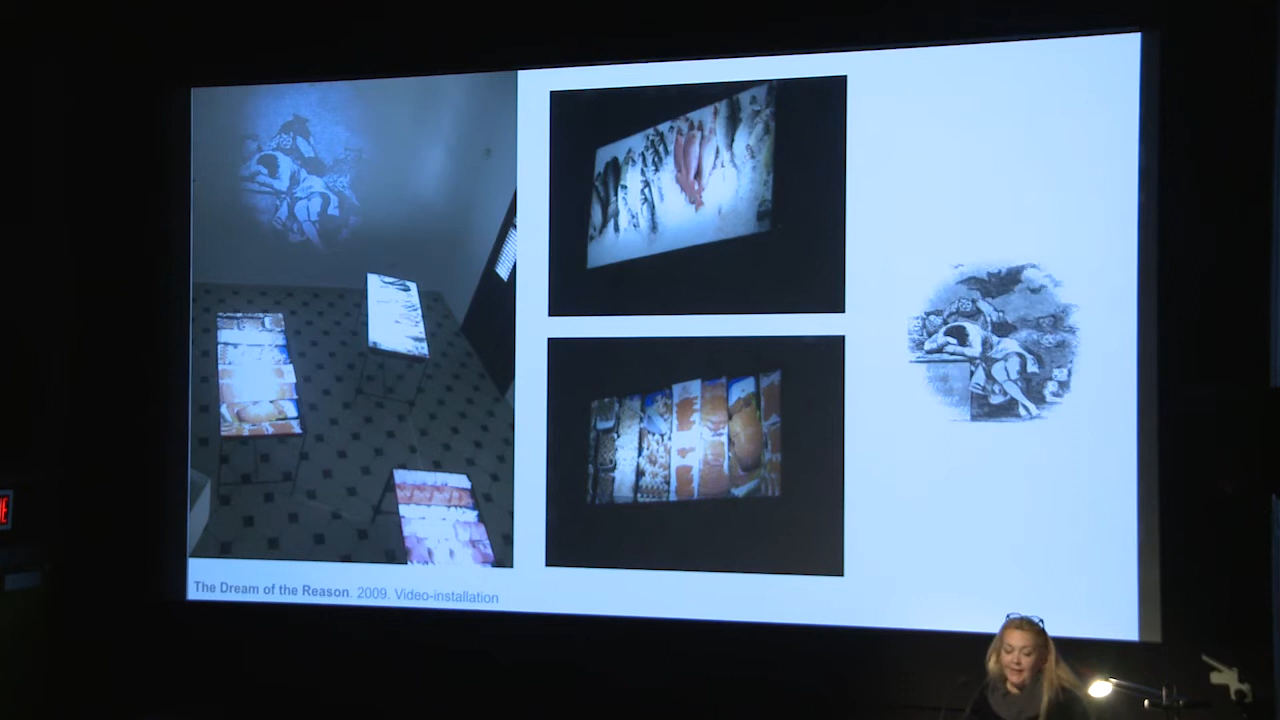 The Dream of the Reason. 2009. Video-installation